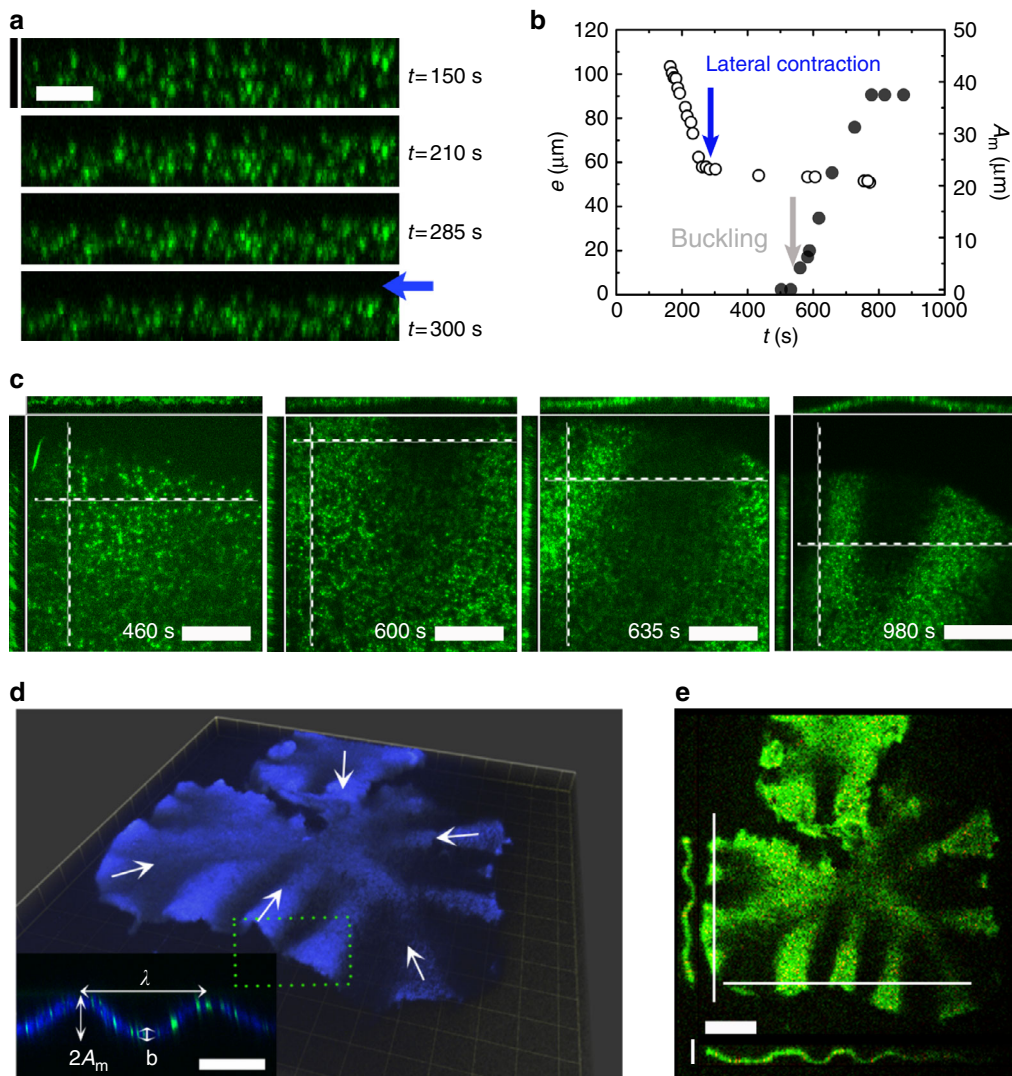 a
t=150 s
t=210 s
t=285 s
t=300 s
b
120
100
80
60
40
20
0
e (μm)
Lateral contraction
Buckling
50
40
30
20
10
0
A_m (μm)
0 200 400 600 800 1000
t (s)
c
460 s
600 s
635 s
980 s
d
λ
2A_m
b
e